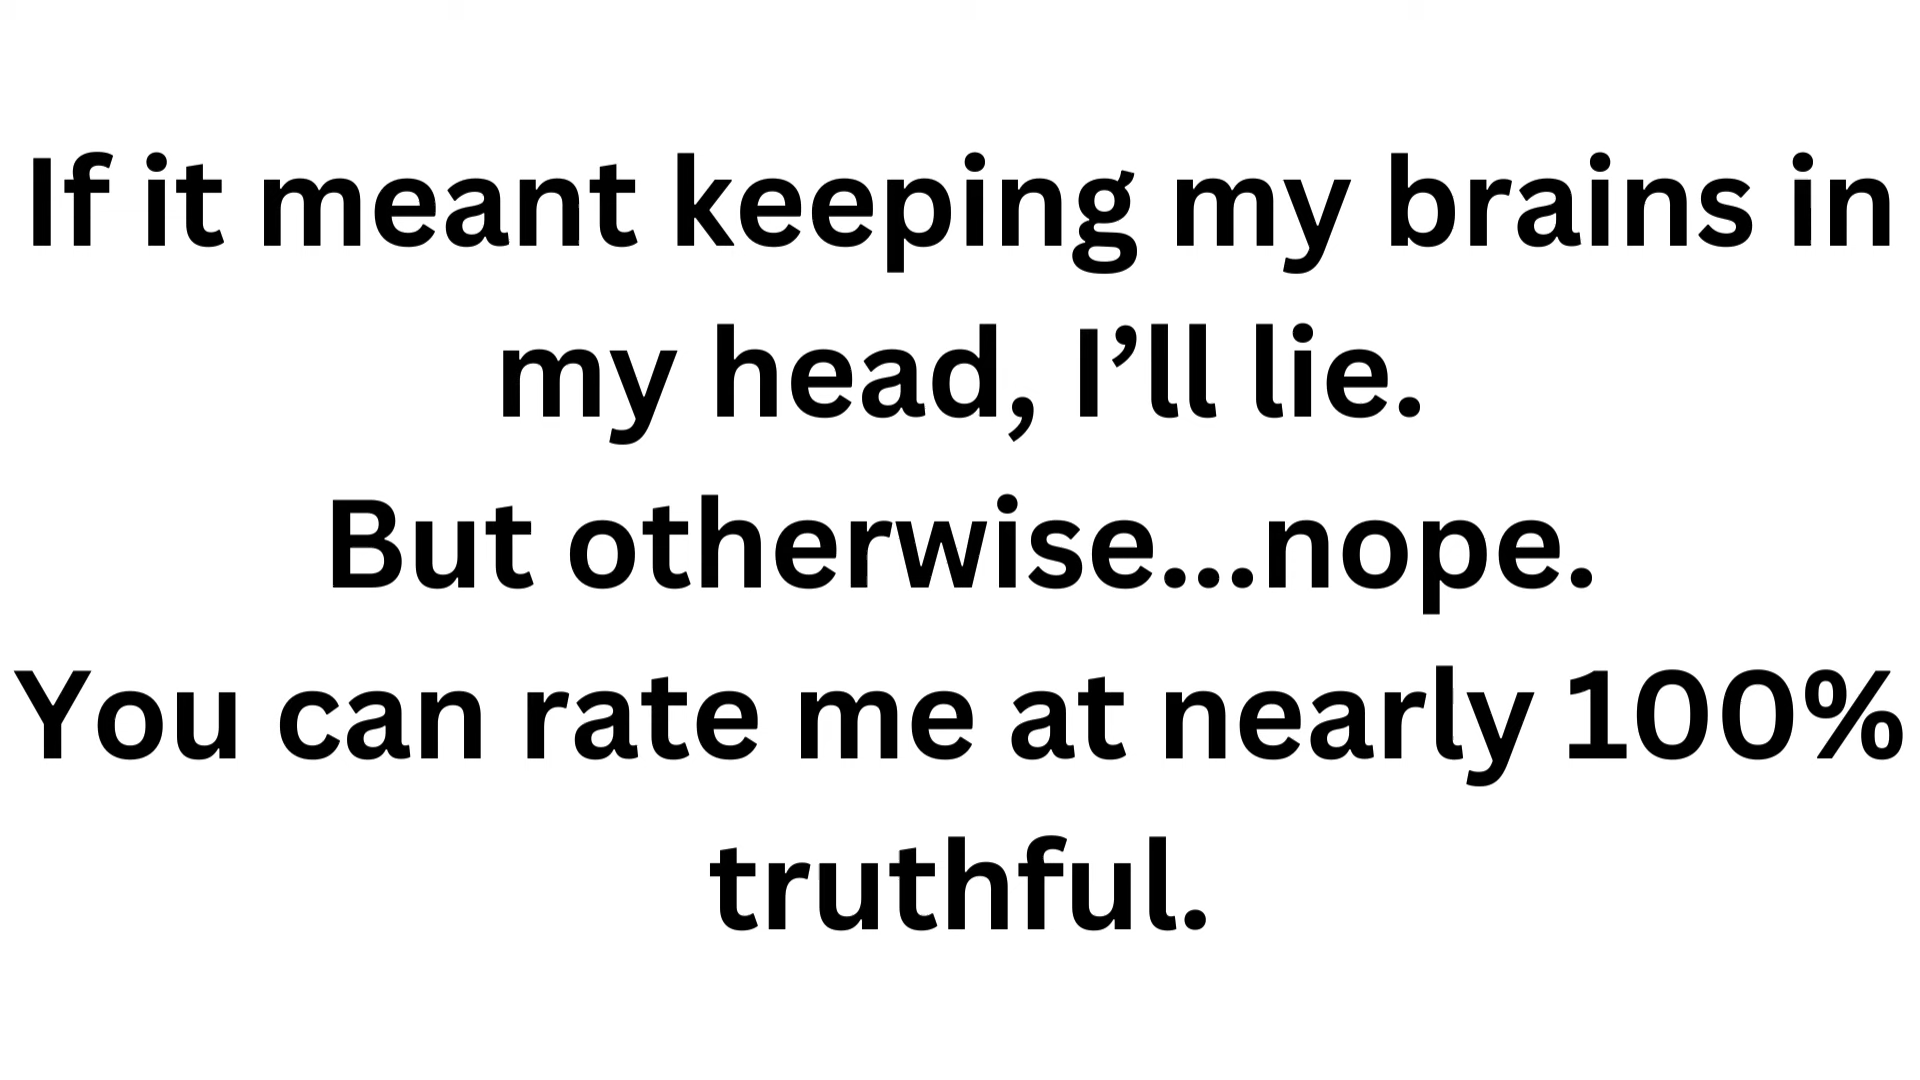 If it meant keeping my brains in
my head, I’ll lie.
But otherwise...nope.
You can rate me at nearly 100%
truthful.